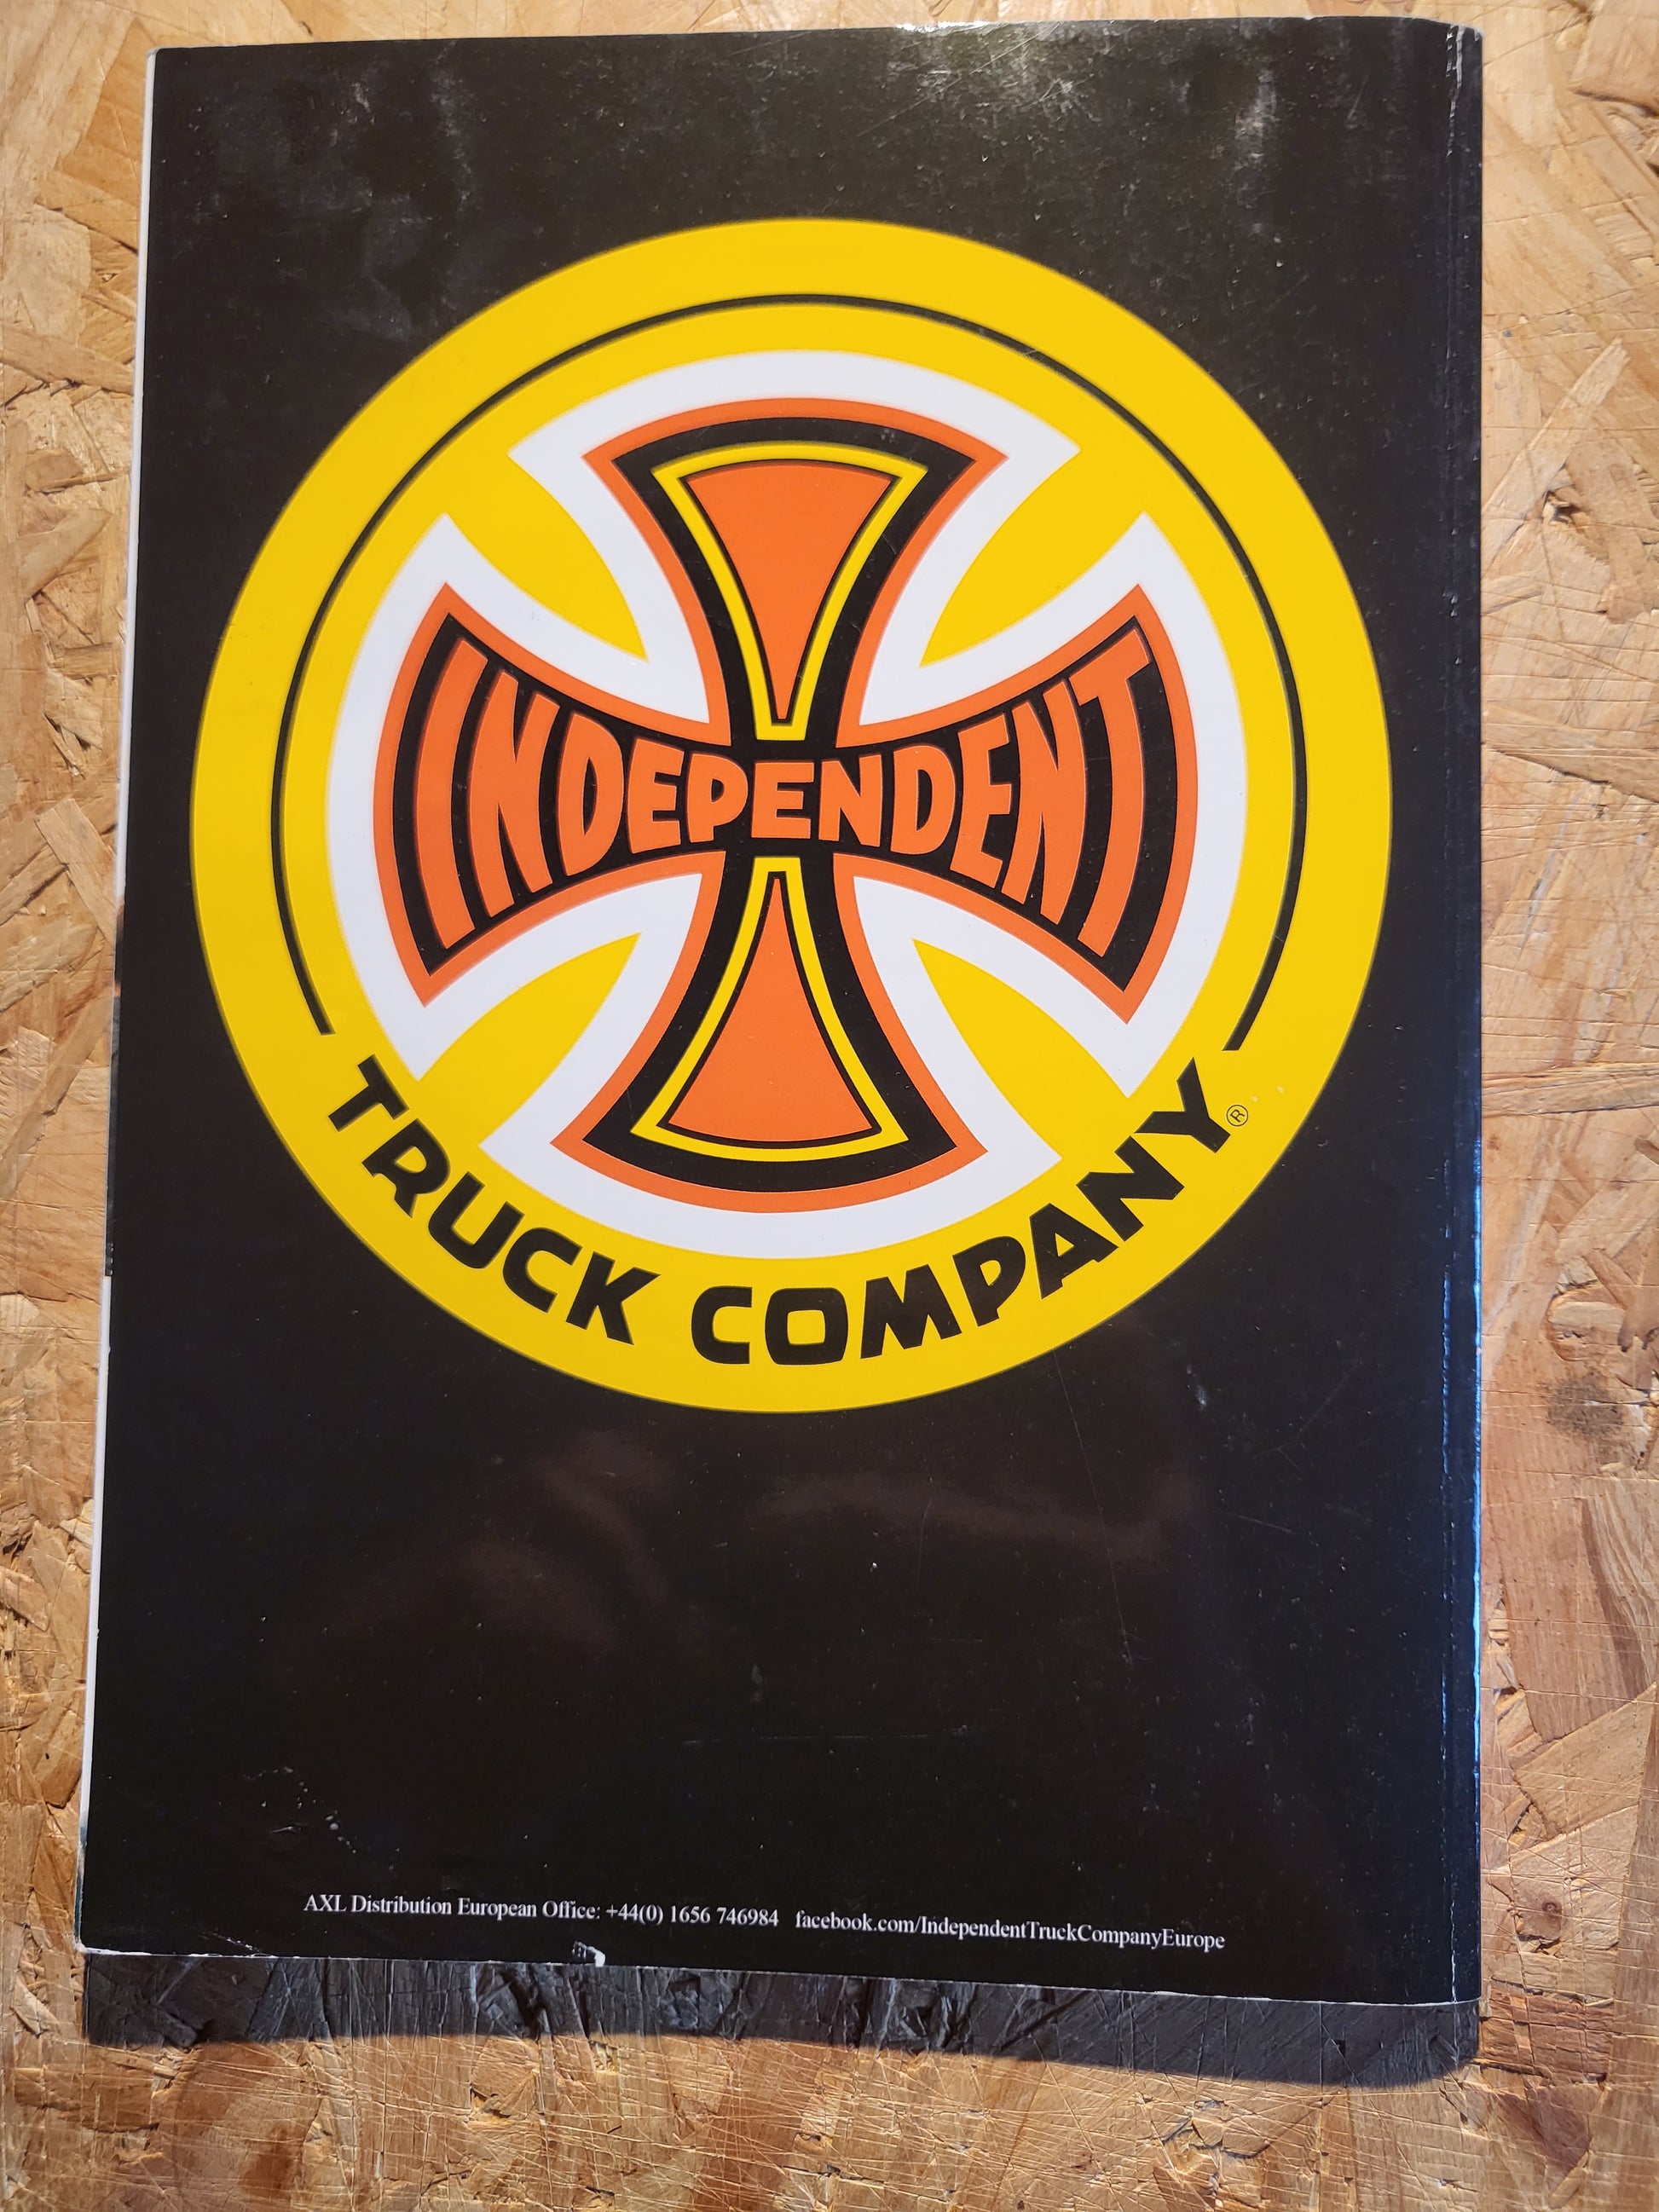 INDEPENDENT
TRUCK COMPANY®
AXL Distribution European Office: +44(0) 1656 746984 facebook.com/IndependentTruckCompanyEurope